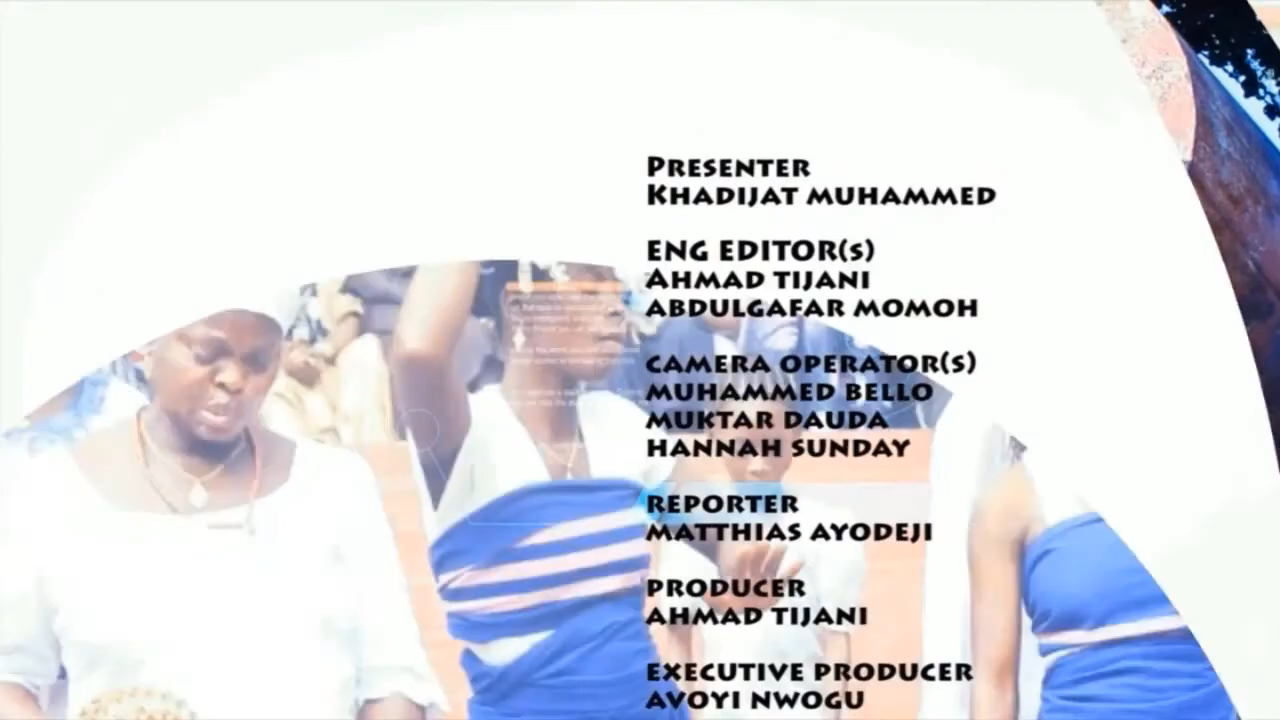 PRESENTER
KHADIJAT MUHAMMED
ENG EDITOR(s)
AHMAD TIJANI
ABDULGAFAR MOMOH
CAMERA OPERATOR(S)
MUHAMMED BELLO
MUKTAR DAUDA
HANNAH SUNDAY
REPORTER
MATTHIAS AYODEJI
PRODUCER
AHMAD TIJANI
EXECUTIVE PRODUCER
AVOYI NWOGU